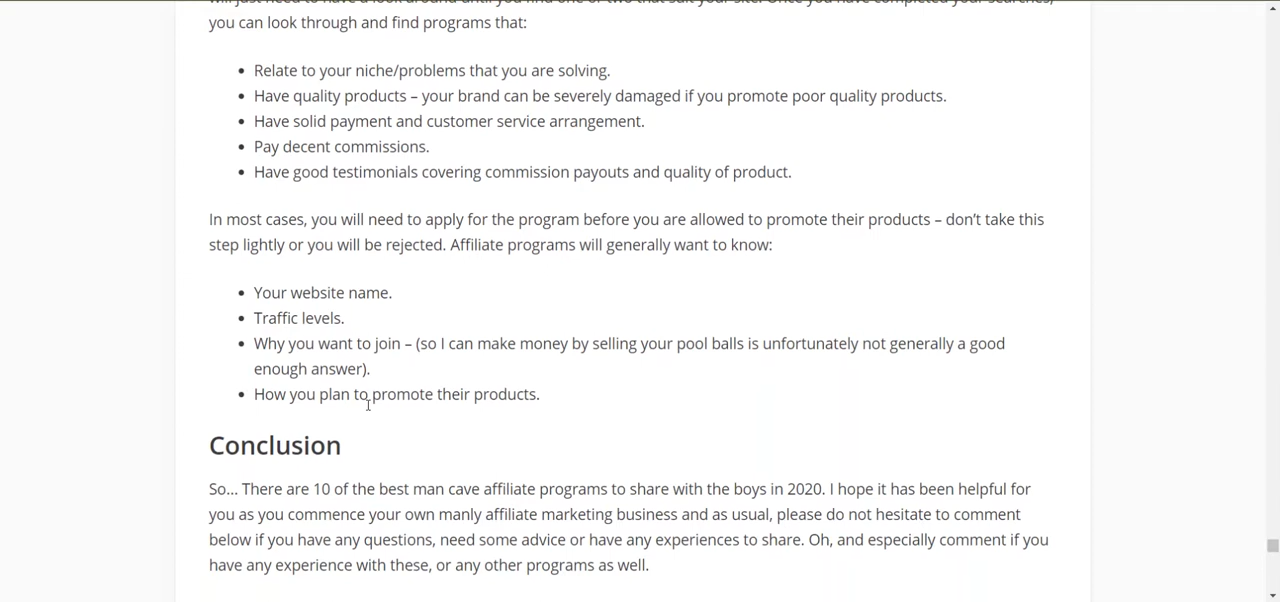 you can look through and find programs that:
• Relate to your niche/problems that you are solving.
• Have quality products – your brand can be severely damaged if you promote poor quality products.
• Have solid payment and customer service arrangement.
• Pay decent commissions.
• Have good testimonials covering commission payouts and quality of product.
In most cases, you will need to apply for the program before you are allowed to promote their products – don’t take this
step lightly or you will be rejected. Affiliate programs will generally want to know:
• Your website name.
• Traffic levels.
• Why you want to join – (so I can make money by selling your pool balls is unfortunately not generally a good
enough answer).
• How you plan to promote their products.
Conclusion
So… There are 10 of the best man cave affiliate programs to share with the boys in 2020. I hope it has been helpful for
you as you commence your own manly affiliate marketing business and as usual, please do not hesitate to comment
below if you have any questions, need some advice or have any experiences to share. Oh, and especially comment if you
have any experience with these, or any other programs as well.